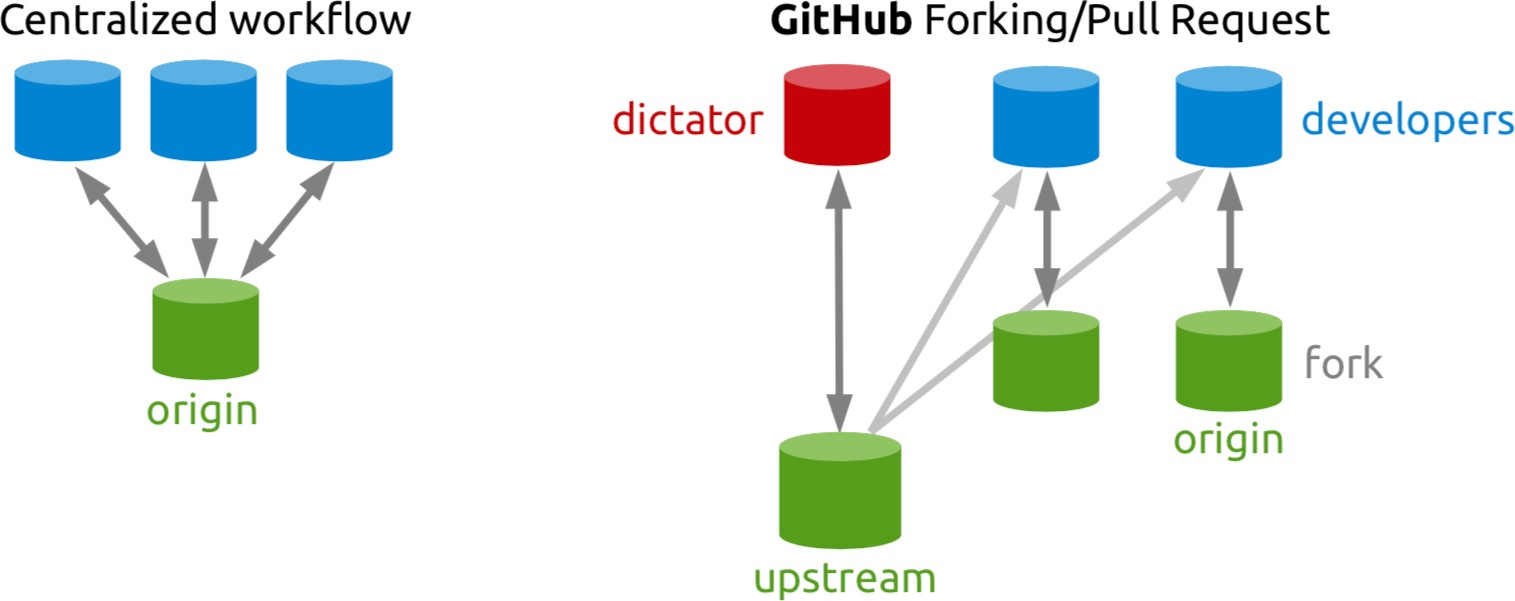 Centralized workflow
origin
GitHub Forking/Pull Request
dictator
developers
fork
origin
upstream